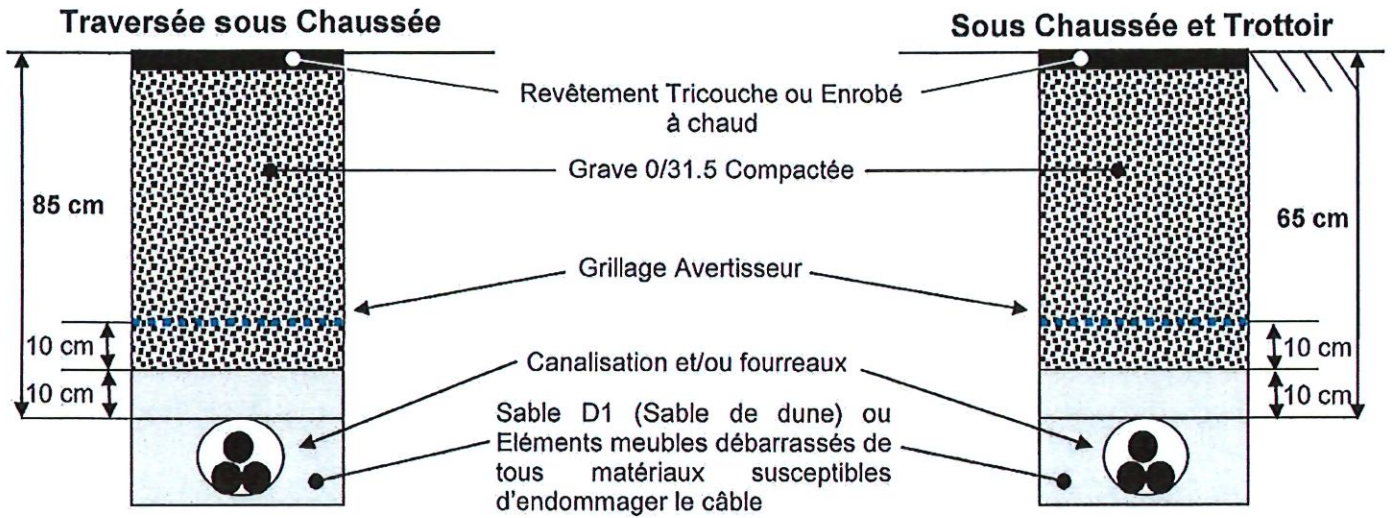 Traversée sous Chaussée
Sous Chaussée et Trottoir
Revêtement Tricouche ou Enrobé
à chaud
Grave 0/31.5 Compactée
85 cm
65 cm
Grillage Avertisseur
10 cm
10 cm
Canalisation et/ou fourreaux
10 cm
10 cm
Sable D1 (Sable de dune) ou
Eléments meubles débarrassés de
tous matériaux susceptibles
d'endommager le câble